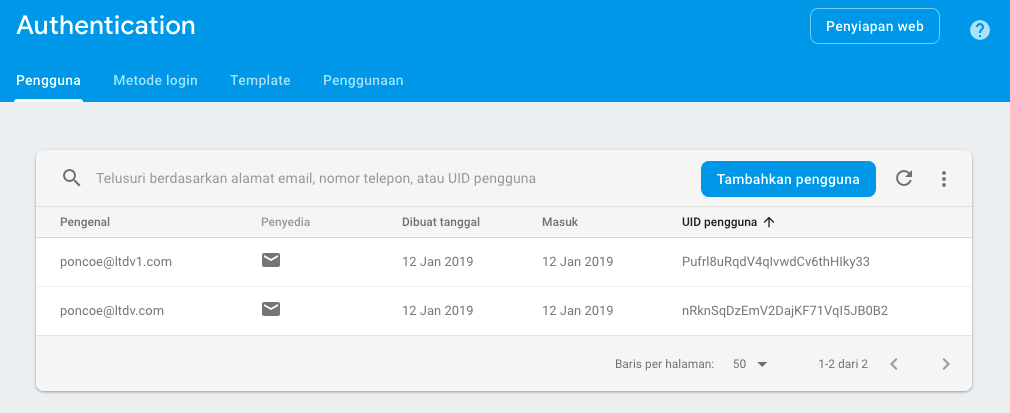 Authentication
Penyiapan web
Pengguna Metode login Template Penggunaan
Telusuri berdasarkan alamat email, nomor telepon, atau UID pengguna
Tambahkan pengguna
Pengenal Penyedia Dibuat tanggal Masuk UID pengguna
poncoe@ltdv1.com 12 Jan 2019 12 Jan 2019 Pufrl8uRqdV4qIvwdCv6thHIky33
poncoe@ltdv.com 12 Jan 2019 12 Jan 2019 nRknSqDzEmV2DajKF71VqI5JB0B2
Baris per halaman: 50 1-2 dari 2